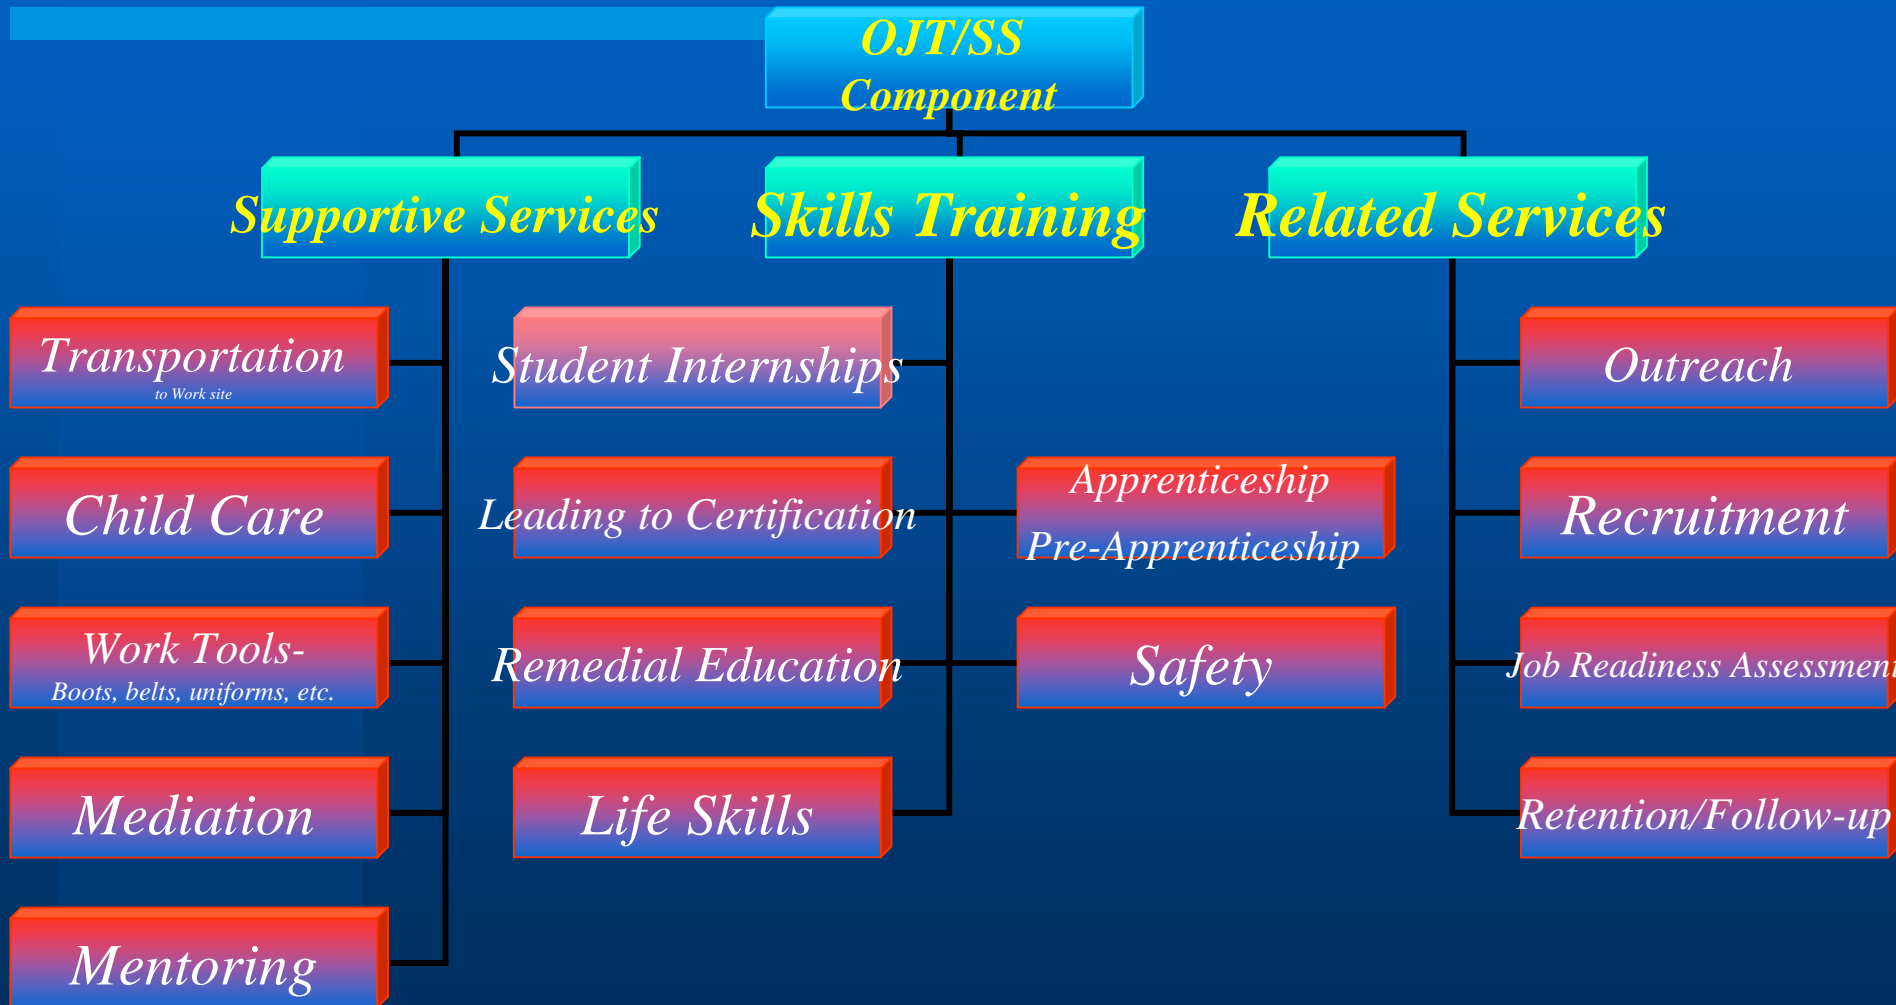 OJT/SS
Component
Supportive Services
Skills Training
Related Services
Transportation
to Work site
Child Care
Work Tools-
Boots, belts, uniforms, etc.
Mediation
Mentoring
Student Internships
Leading to Certification
Remedial Education
Life Skills
Apprenticeship
Pre-Apprenticeship
Safety
Outreach
Recruitment
Job Readiness Assessment
Retention/Follow-up